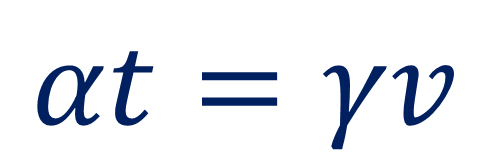 αt = γv